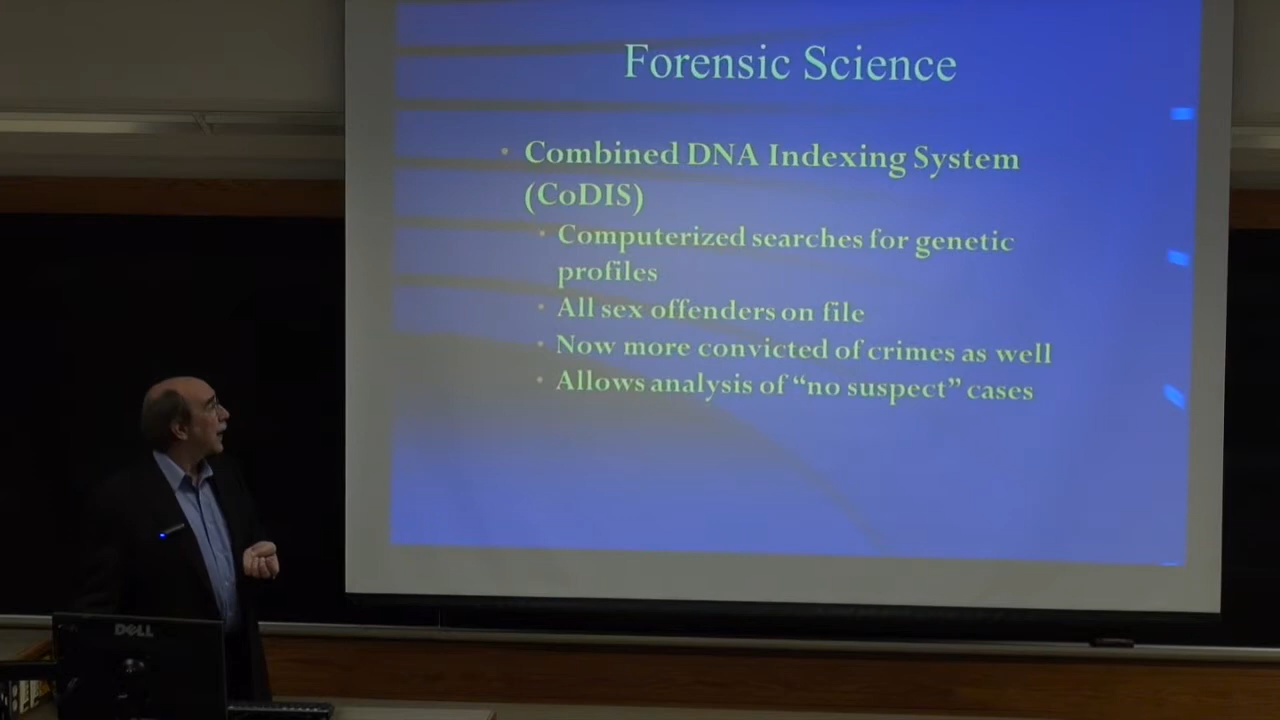 Forensic Science
• Combined DNA Indexing System
(CoDIS)
• Computerized searches for genetic
profiles
• All sex offenders on file
• Now more convicted of crimes as well
• Allows analysis of “no suspect” cases
DELL